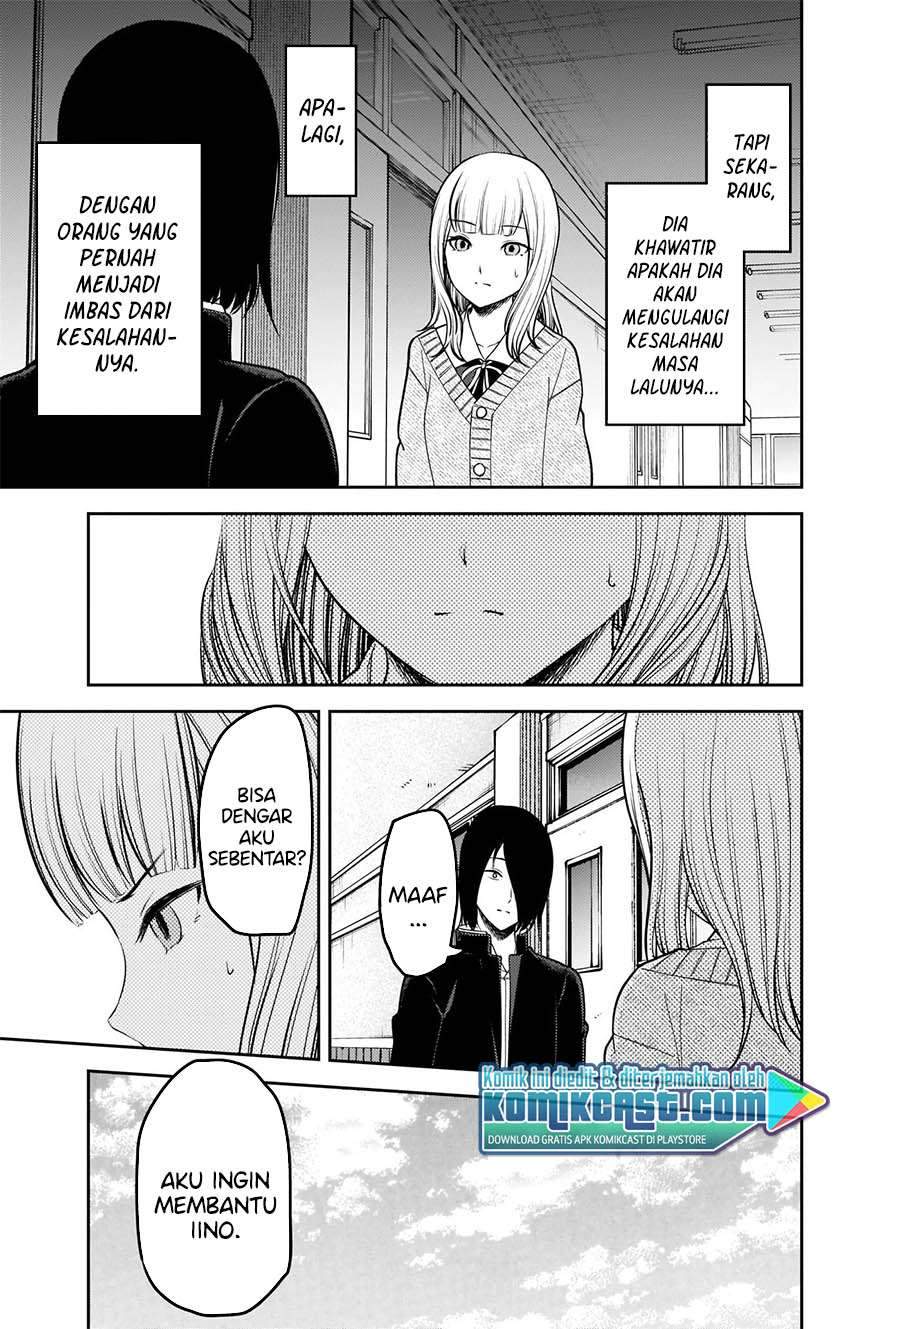 TAPI
SEKA-
RANG,
DIA
KHAWATIR
APAKAH DIA
AKAN
MENGULANGI
KESALAHAN
MASA
LALUNYA...
APA-
LAGI,
DENGAN
ORANG YANG
PERNAH
MENJADI
IMBAS DARI
KESALAHAN-
NYA.
MAAF
...
BISA
DENGAR
AKU
SEBENTAR?
Komik ini diedit & diterjemahkan oleh
KOMIKCAST.COM
DOWNLOAD GRATIS APK KOMIKCAST DI PLAYSTORE
AKU INGIN
MEMBANTU
IINO.